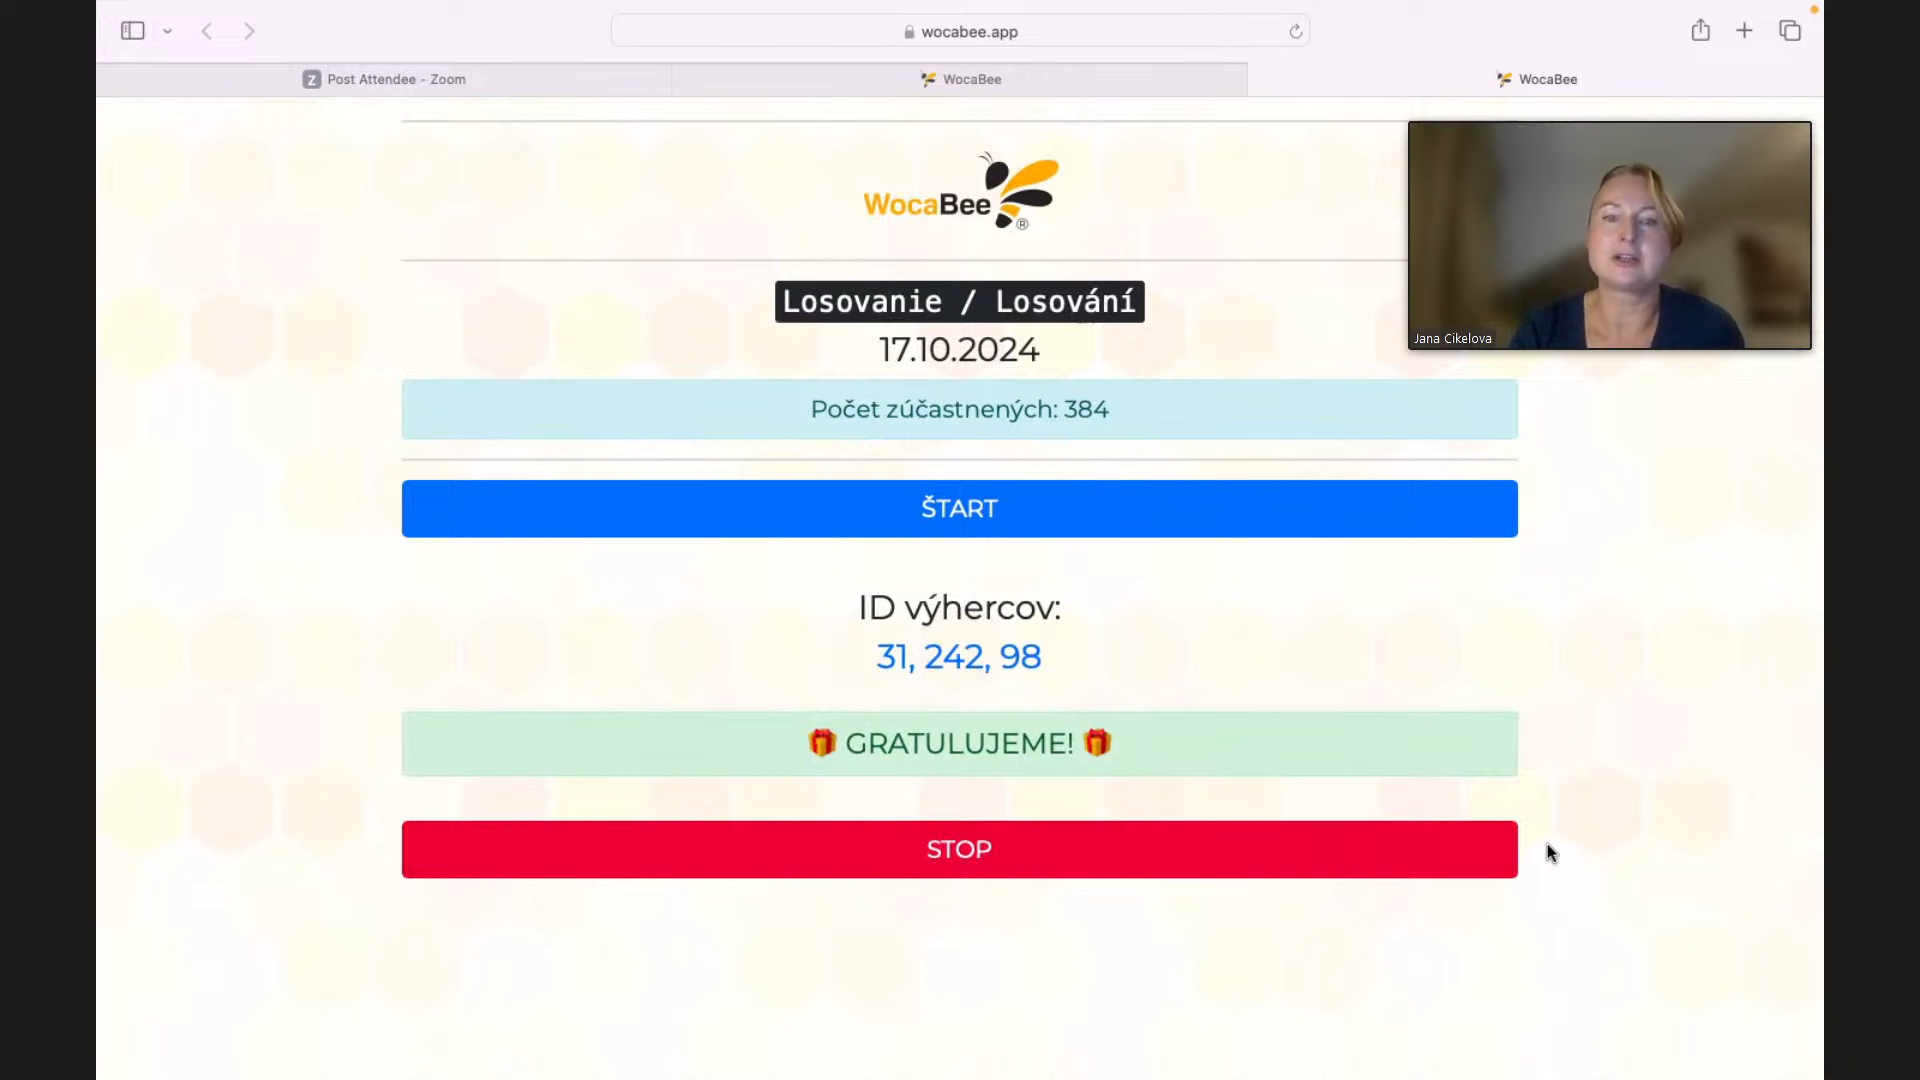 wocabee.app
Z Post Attendee - Zoom
WocaBee
WocaBee
WocaBee ®
Losovanie / Losování
17.10.2024
Počet zúčastnených: 384
ŠTART
ID výhercov:
31, 242, 98
GRATULUJEME!
STOP
Jana Cikelova